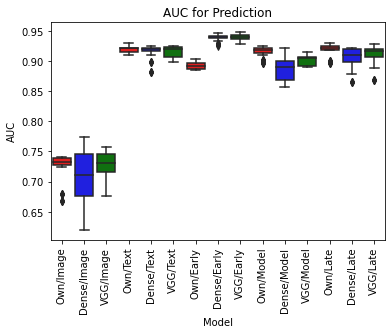 AUC for Prediction
AUC
0.95
0.90
0.85
0.80
0.75
0.70
0.65
Own/Image
Dense/Image
VGG/Image
Own/Text
Dense/Text
VGG/Text
Own/Early
Dense/Early
VGG/Early
Own/Model
Dense/Model
VGG/Model
Own/Late
Dense/Late
VGG/Late
Model